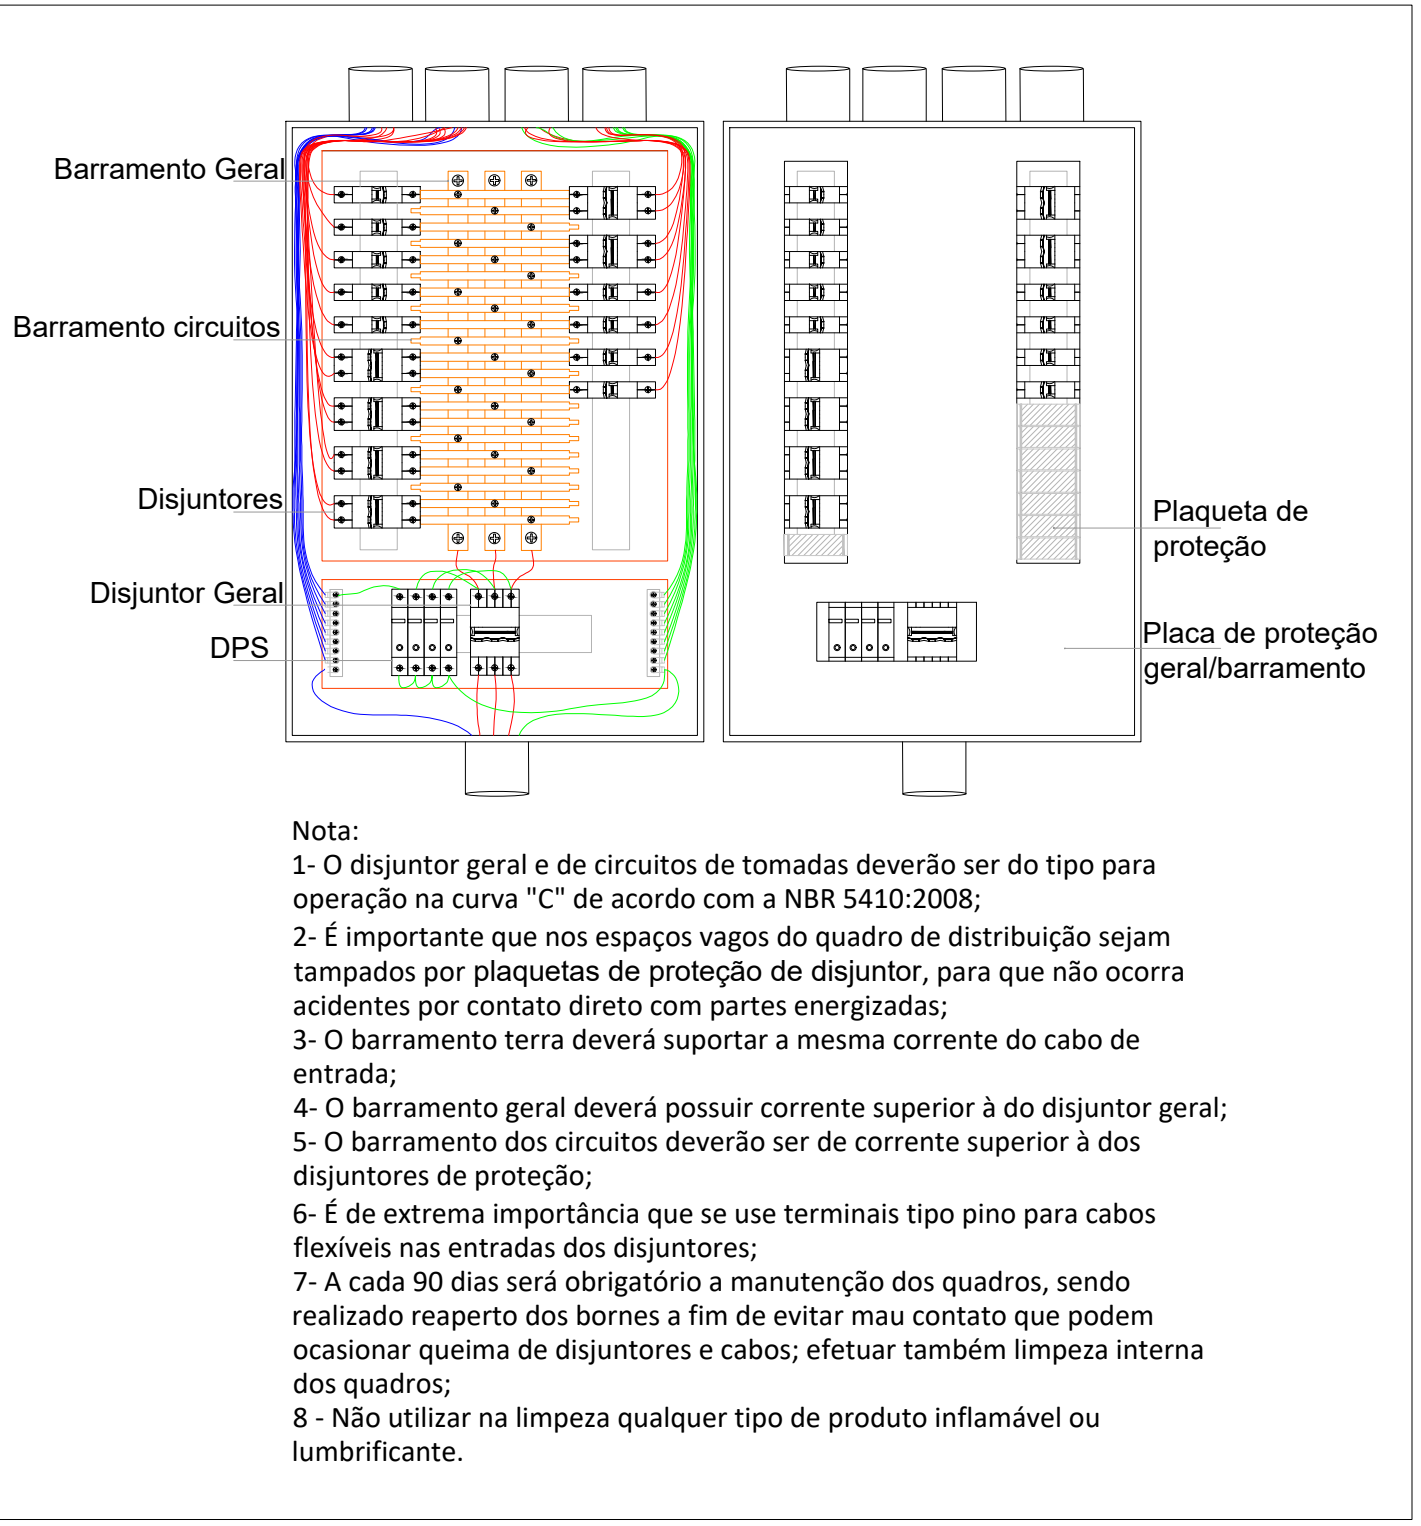 Barramento Geral
Barramento circuitos
Disjuntores
Disjuntor Geral
DPS
Plaqueta de
proteção
Placa de proteção
geral/barramento
Nota:
1- O disjuntor geral e de circuitos de tomadas deverão ser do tipo para
operação na curva "C" de acordo com a NBR 5410:2008;
2- É importante que nos espaços vagos do quadro de distribuição sejam
tampados por plaquetas de proteção de disjuntor, para que não ocorra
acidentes por contato direto com partes energizadas;
3- O barramento terra deverá suportar a mesma corrente do cabo de
entrada;
4- O barramento geral deverá possuir corrente superior à do disjuntor geral;
5- O barramento dos circuitos deverão ser de corrente superior à dos
disjuntores de proteção;
6- É de extrema importância que se use terminais tipo pino para cabos
flexíveis nas entradas dos disjuntores;
7- A cada 90 dias será obrigatório a manutenção dos quadros, sendo
realizado reaperto dos bornes a fim de evitar mau contato que podem
ocasionar queima de disjuntores e cabos; efetuar também limpeza interna
dos quadros;
8 - Não utilizar na limpeza qualquer tipo de produto inflamável ou
lumbrificante.